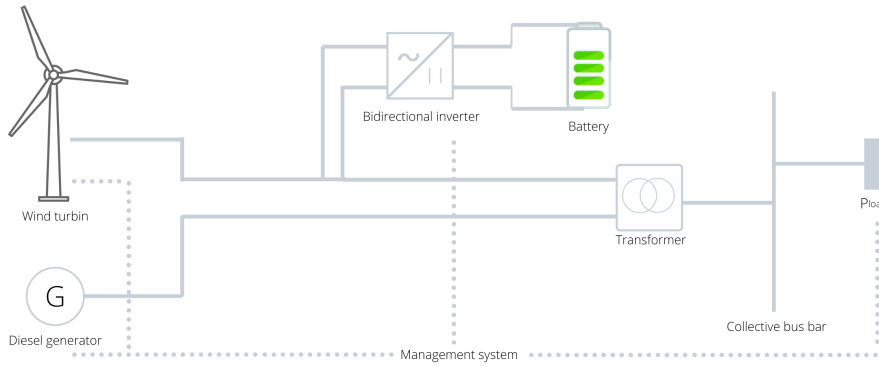 Bidirectional inverter
Battery
Wind turbin
Transformer
G
Diesel generator
Collective bus bar
Management system